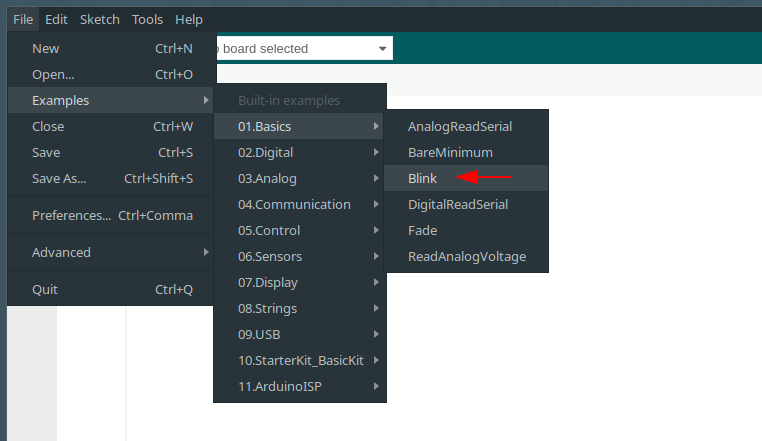 File Edit Sketch Tools Help
board selected
New Ctrl+N
Open... Ctrl+O
Examples
Close Ctrl+W
Save Ctrl+S
Save As... Ctrl+Shift+S
Preferences... Ctrl+Comma
Advanced
Quit Ctrl+Q
Built-in examples
01.Basics
02.Digital
03.Analog
04.Communication
05.Control
06.Sensors
07.Display
08.Strings
09.USB
10.StarterKit_BasicKit
11.ArduinoISP
AnalogReadSerial
BareMinimum
Blink
DigitalReadSerial
Fade
ReadAnalogVoltage